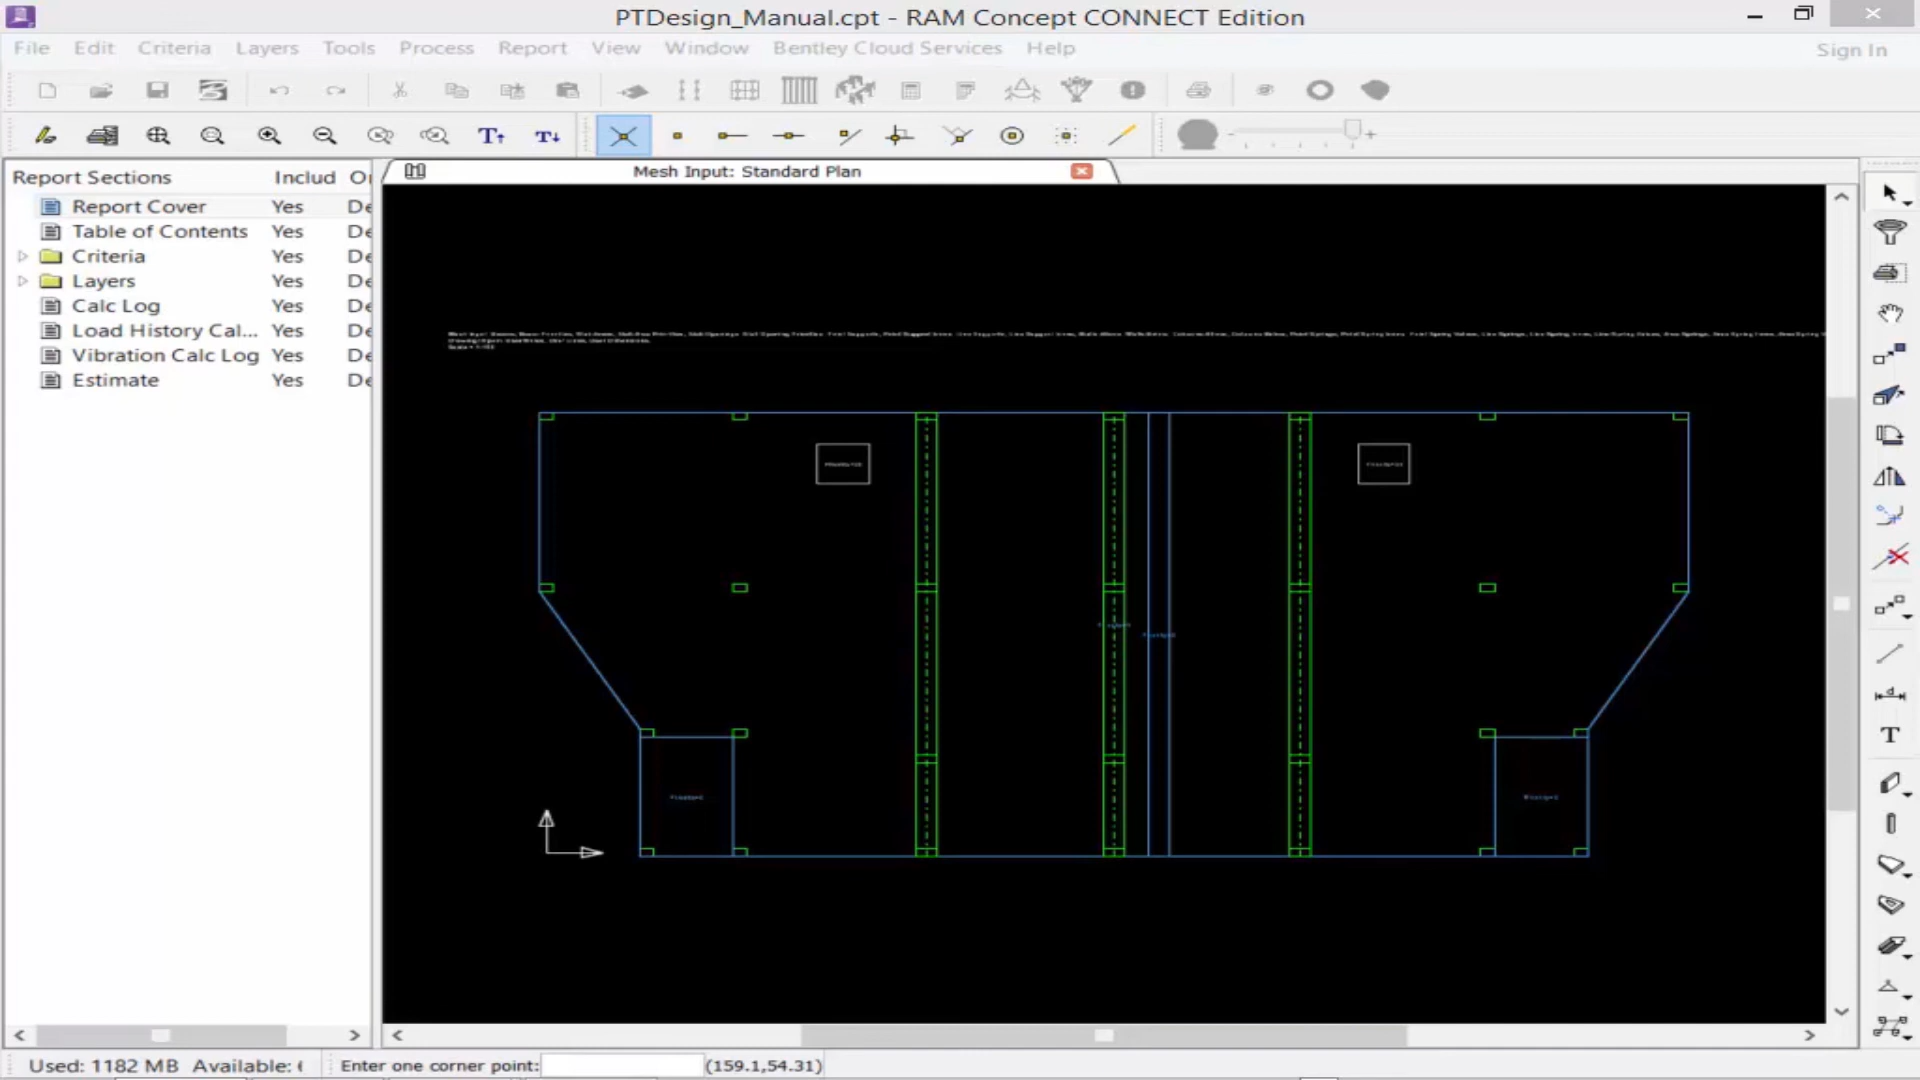 PTDesign_Manual.cpt - RAM Concept CONNECT Edition
File Edit Criteria Layers Tools Process Report View Window Bentley Cloud Services Help
Sign In
Report Sections Includ
Mesh Input: Standard Plan
Report Cover Yes
Table of Contents Yes
Criteria Yes
Layers Yes
Calc Log Yes
Load History Cal... Yes
Vibration Calc Log Yes
Estimate Yes
Used: 1182 MB Available:
Enter one corner point:
(159.1,54.31)